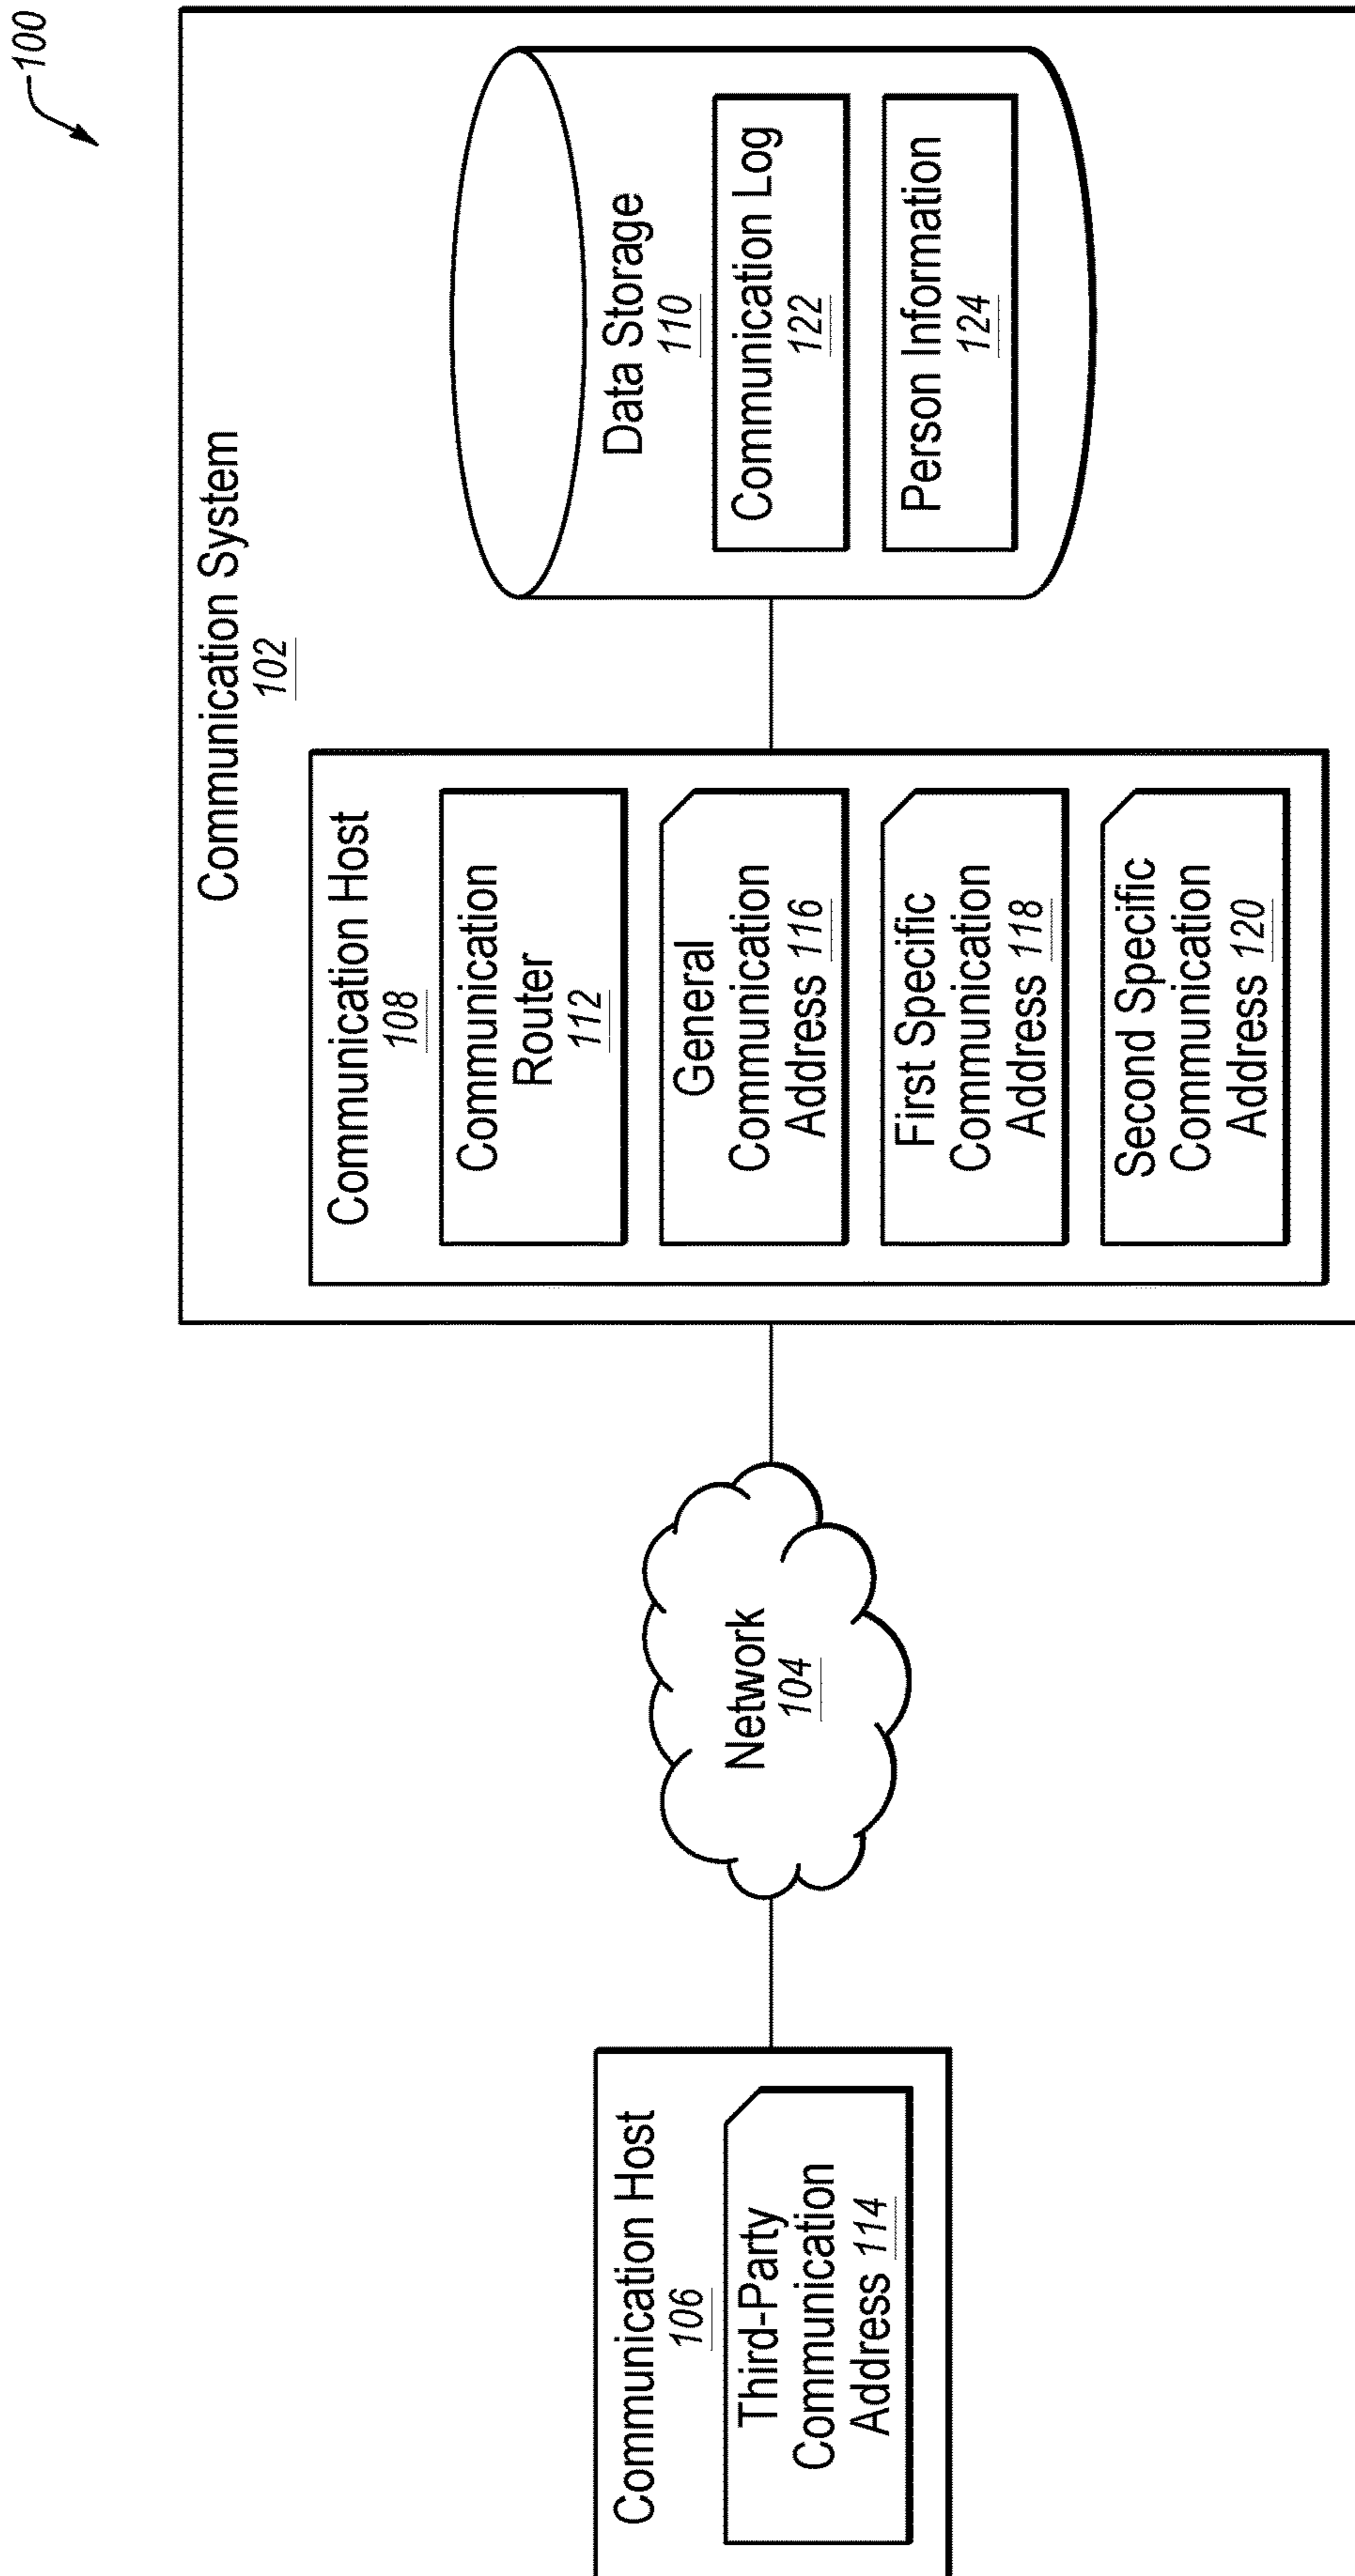 100
Communication System
102
Communication Host
106
Third-Party
Communication
Address 114
Network
104
Communication Host
108
Communication
Router
112
General
Communication
Address 116
First Specific
Communication
Address 118
Second Specific
Communication
Address 120
Data Storage
110
Communication Log
122
Person Information
124